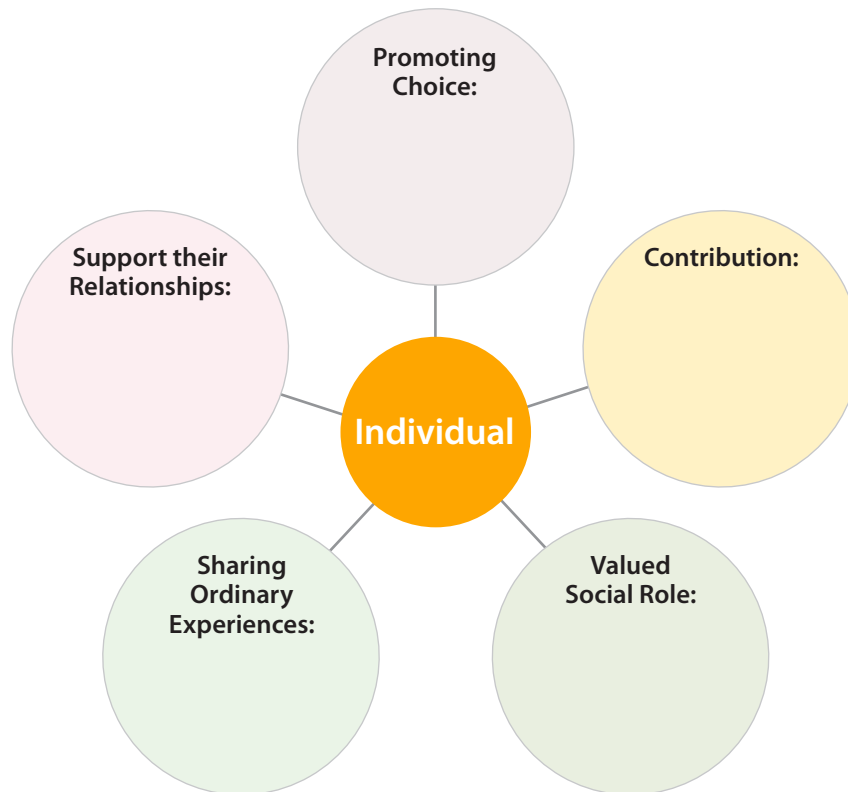 Promoting
Choice:
Support their
Relationships:
Contribution:
Individual
Sharing
Ordinary
Experiences:
Valued
Social Role: